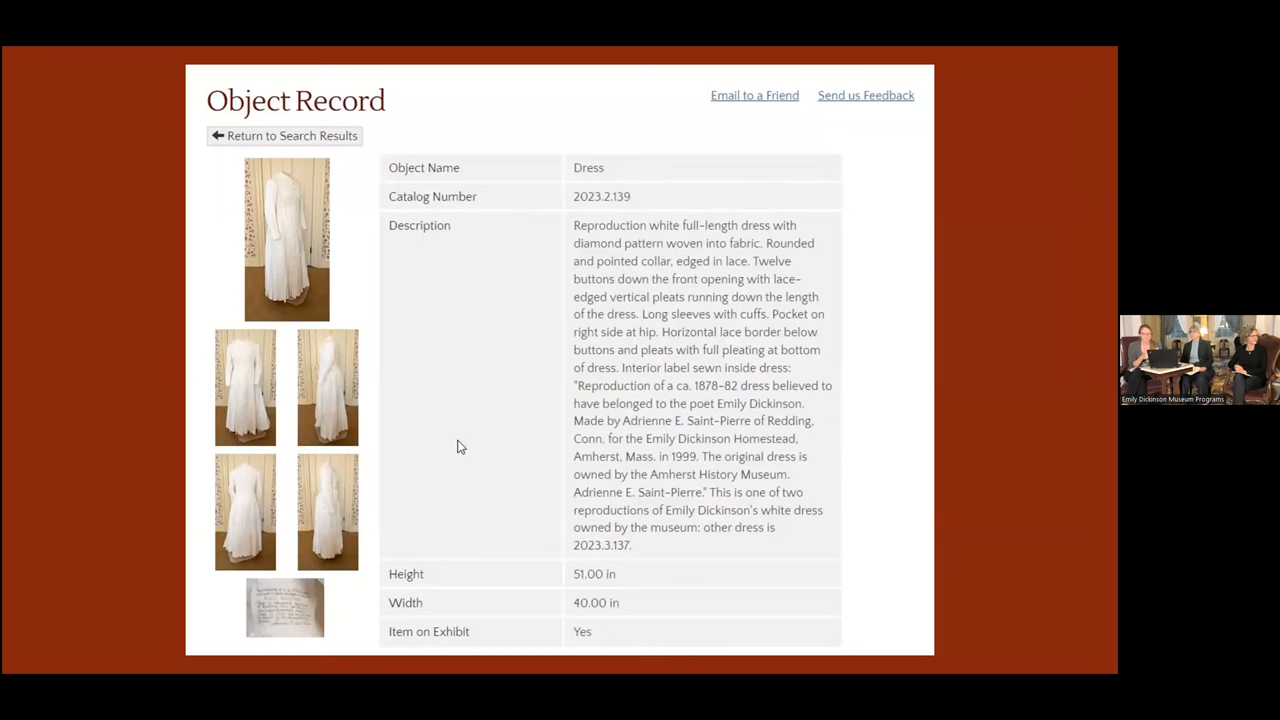 Object Record
Email to a Friend
Send us Feedback
Return to Search Results
Object Name
Dress
Catalog Number
2023.2.139
Description
Reproduction white full-length dress with
diamond pattern woven into fabric. Rounded
and pointed collar, edged in lace. Twelve
buttons down the front opening with lace-
edged vertical pleats running down the length
of the dress. Long sleeves with cuffs. Pocket on
right side at hip. Horizontal lace border below
buttons and pleats with full pleating at bottom
of dress. Interior label sewn inside dress:
"Reproduction of a ca. 1878-82 dress believed to
have belonged to the poet Emily Dickinson.
Made by Adrienne E. Saint-Pierre of Redding,
Conn. for the Emily Dickinson Homestead,
Amherst, Mass. in 1999. The original dress is
owned by the Amherst History Museum.
Adrienne E. Saint-Pierre." This is one of two
reproductions of Emily Dickinson's white dress
owned by the museum: other dress is
2023.3.137.
Height
51.00 in
Width
40.00 in
Item on Exhibit
Yes
Emily Dickinson Museum Programs